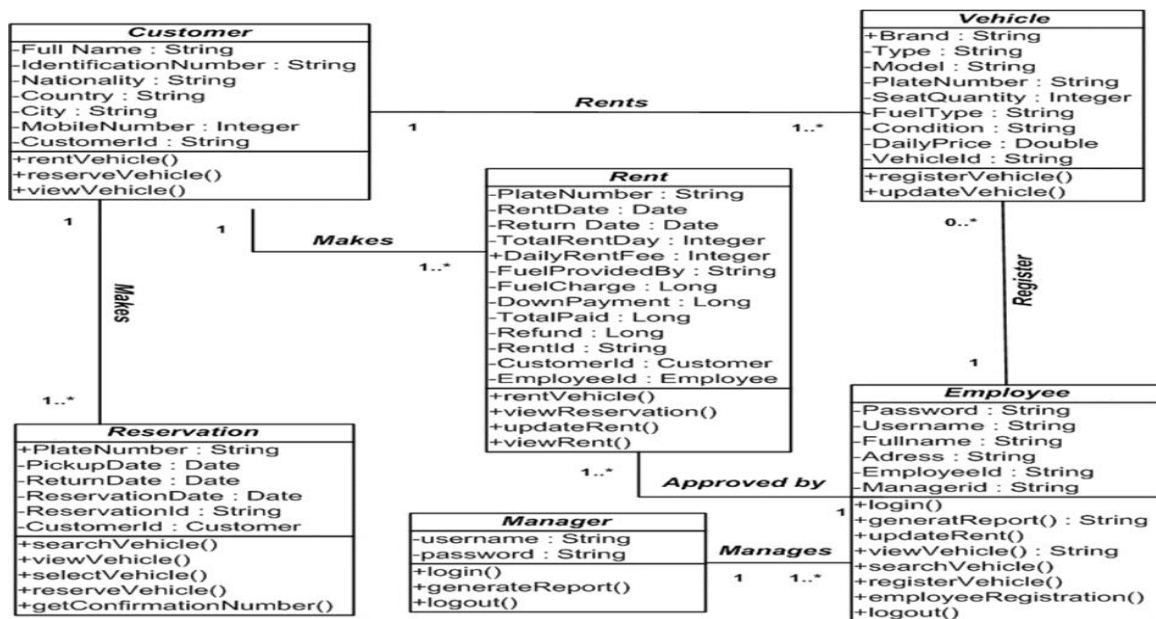 Customer
-Full Name : String
-IdentificationNumber : String
-Nationality : String
-Country : String
-City : String
-MobileNumber : Integer
-CustomerId : String
+rentVehicle()
+reserveVehicle()
+viewVehicle()
Rents
1
1..*
Vehicle
+Brand : String
-Type : String
-Model : String
-PlateNumber : String
-SeatQuantity : Integer
-FuelType : String
-Condition : String
-DailyPrice : Double
-VehicleId : String
+registerVehicle()
+updateVehicle()
1
Makes
1..*
1
Makes
1..*
Rent
-PlateNumber : String
-RentDate : Date
-Return Date : Date
-TotalRentDay : Integer
+DailyRentFee : Integer
-FuelProvidedBy : String
-FuelCharge : Long
-DownPayment : Long
-TotalPaid : Long
-Refund : Long
-RentId : String
-CustomerId : Customer
-EmployeeId : Employee
+rentVehicle()
+viewReservation()
+updateRent()
+viewRent()
0..*
Register
1
Reservation
+PlateNumber : String
-PickupDate : Date
-ReturnDate : Date
-ReservationDate : Date
-ReservationId : String
-CustomerId : Customer
+searchVehicle()
+viewVehicle()
+selectVehicle()
+reserveVehicle()
+getConfirmationNumber()
1..*
Approved by
1
Manager
-username : String
-password : String
+login()
+generateReport()
+logout()
Manages
1
1..*
Employee
-Password : String
-Username : String
-Fullname : String
-Adress : String
-EmployeeId : String
-Managerid : String
+login()
+generatReport() : String
+updateRent()
+viewVehicle() : String
+searchVehicle()
+registerVehicle()
+employeeRegistration()
+logout()